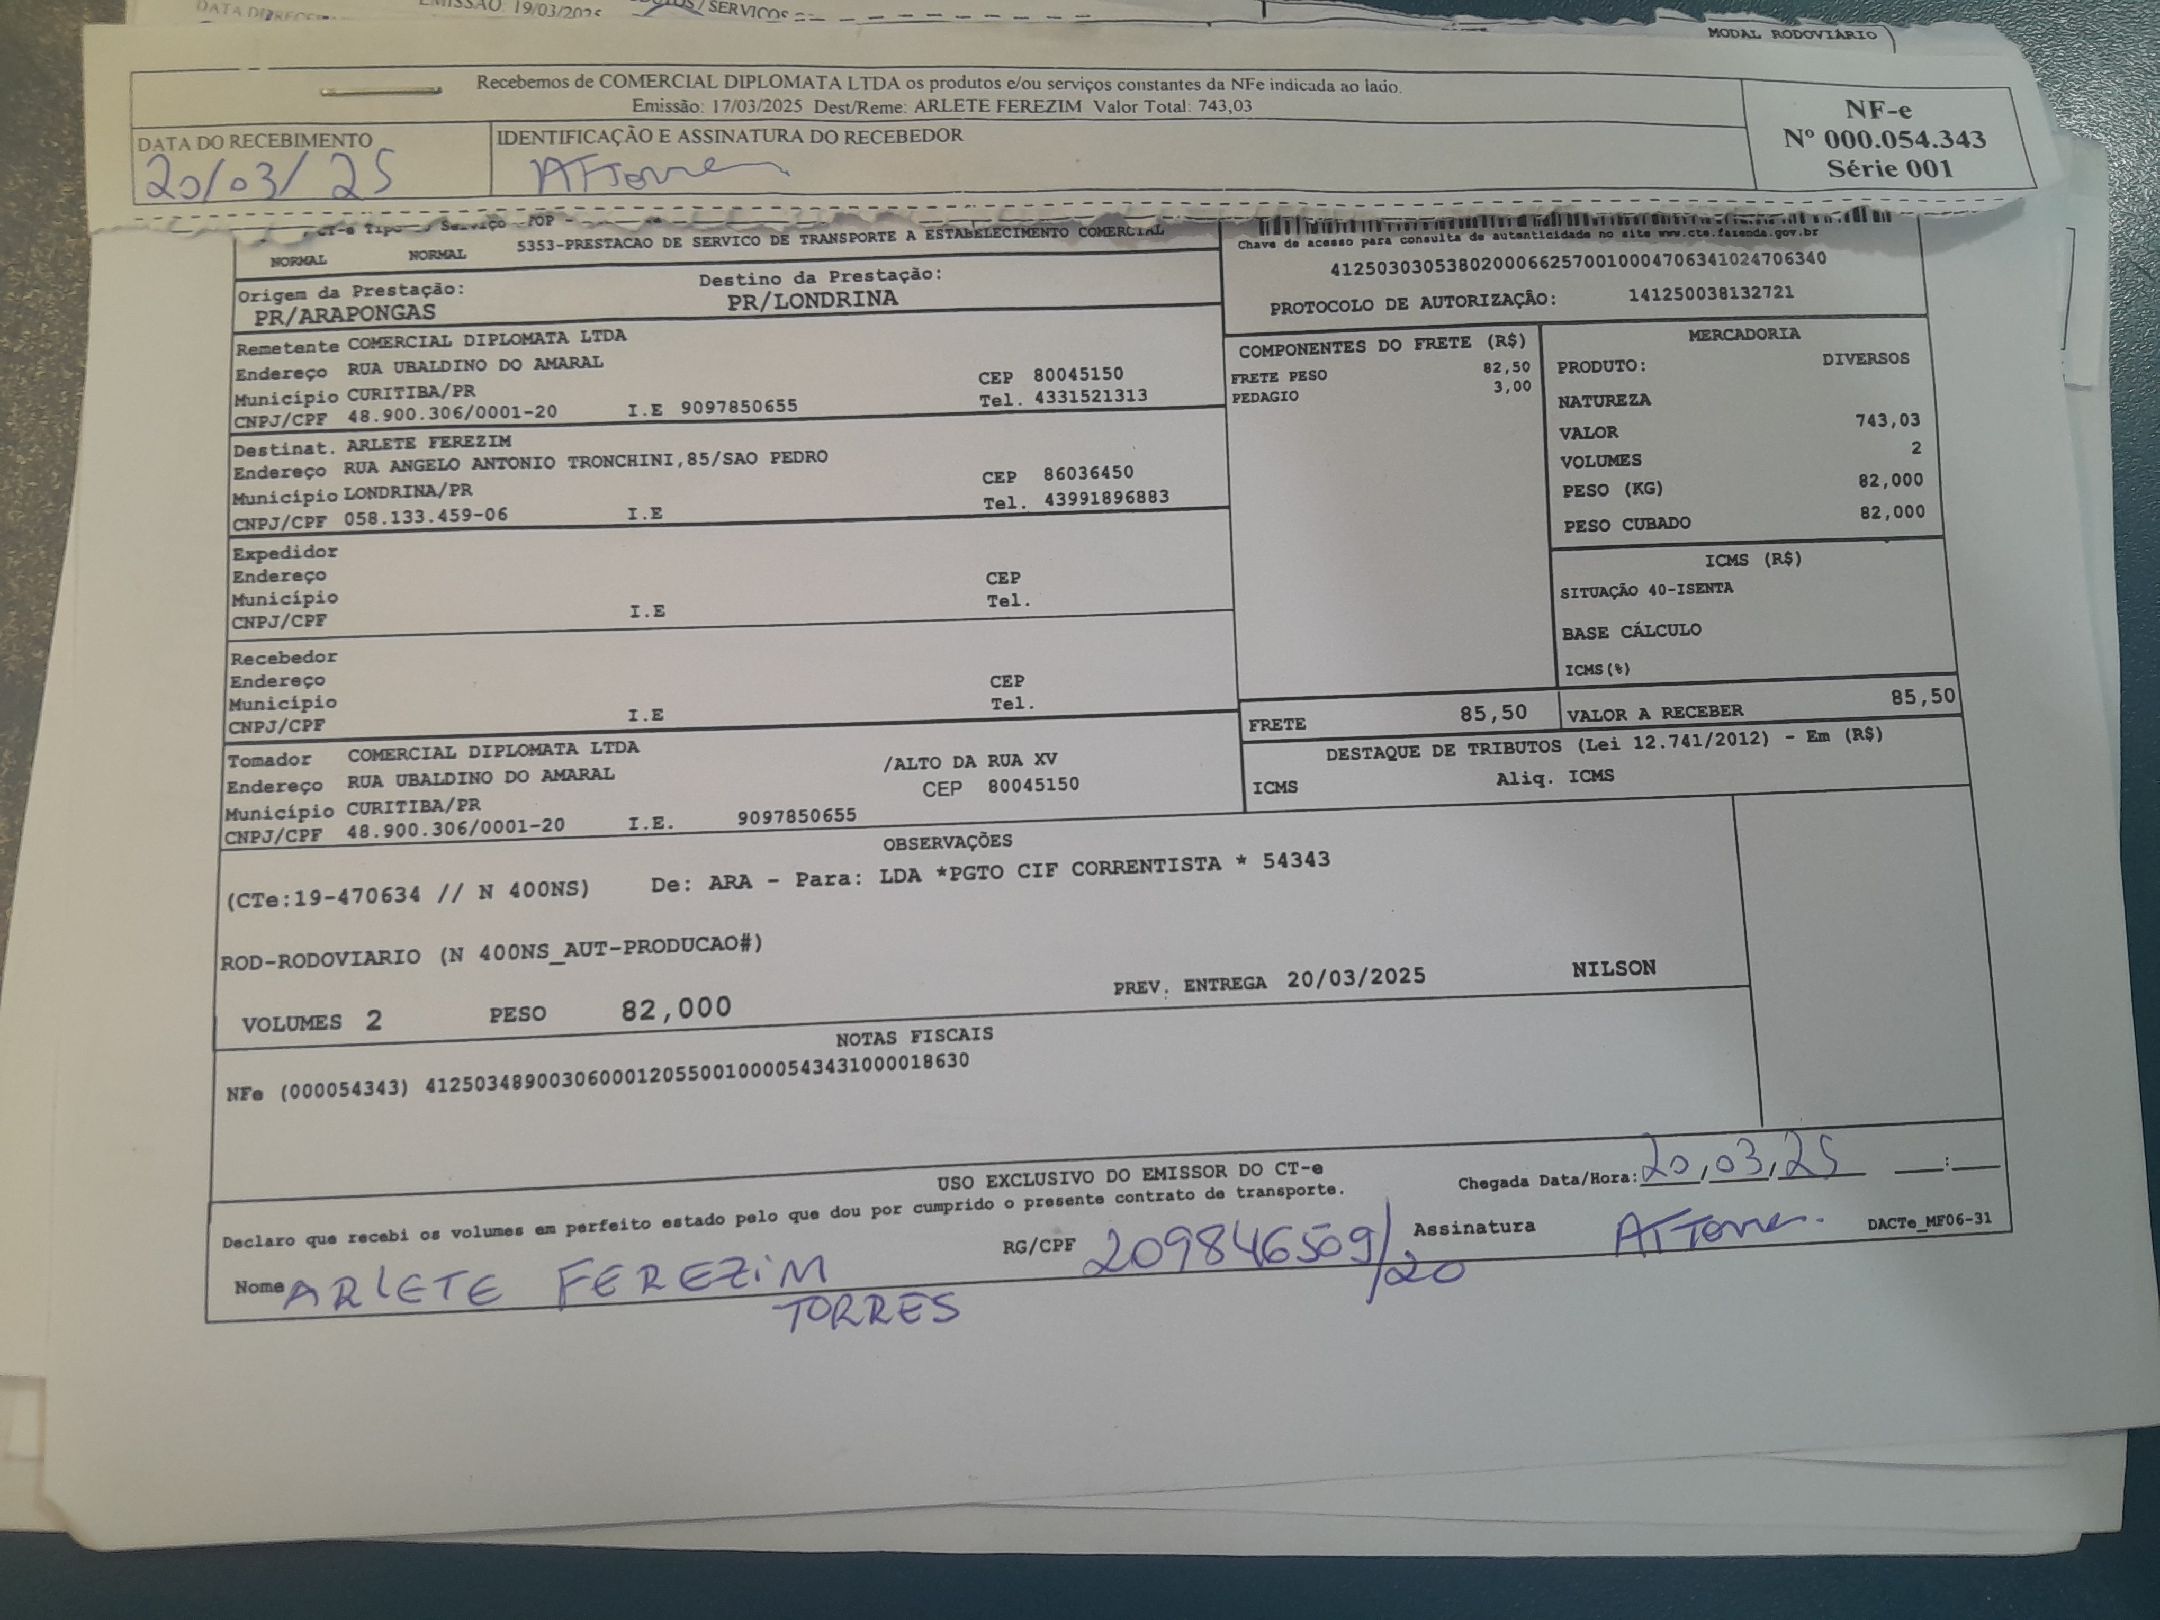 EMISSAO: 19/03/2025
/ SERVIÇOS
MODAL RODOVIÁRIO
Recebemos de COMERCIAL DIPLOMATA LTDA os produtos e/ou serviços constantes da NFe indicada ao lado.
Emissão: 17/03/2025 Dest/Reme: ARLETE FEREZIM Valor Total: 743,03
NF-e
Nº 000.054.343
Série 001
DATA DO RECEBIMENTO
20/03/25
IDENTIFICAÇÃO E ASSINATURA DO RECEBEDOR
ATTorres
NORMAL NORMAL 5353-PRESTACAO DE SERVICO DE TRANSPORTE A ESTABELECIMENTO COMERCIAL
Chave de acesso para consulta de autenticidade no site www.cte.fazenda.gov.br
41250303053802000662570010004706341024706340
PROTOCOLO DE AUTORIZAÇÃO: 141250038132721
Origem da Prestação: Destino da Prestação:
PR/ARAPONGAS PR/LONDRINA
Remetente COMERCIAL DIPLOMATA LTDA
Endereço RUA UBALDINO DO AMARAL
Município CURITIBA/PR CEP 80045150
CNPJ/CPF 48.900.306/0001-20 I.E 9097850655 Tel. 4331521313
Destinat. ARLETE FEREZIM
Endereço RUA ANGELO ANTONIO TRONCHINI,85/SAO PEDRO
Município LONDRINA/PR CEP 86036450
CNPJ/CPF 058.133.459-06 I.E Tel. 43991896883
Expedidor
Endereço
Município CEP
CNPJ/CPF I.E Tel.
Recebedor
Endereço
Município CEP
CNPJ/CPF I.E Tel.
Tomador COMERCIAL DIPLOMATA LTDA
Endereço RUA UBALDINO DO AMARAL /ALTO DA RUA XV
Município CURITIBA/PR CEP 80045150
CNPJ/CPF 48.900.306/0001-20 I.E. 9097850655
COMPONENTES DO FRETE (R$)
FRETE PESO 82,50
PEDAGIO 3,00
MERCADORIA
PRODUTO: DIVERSOS
NATUREZA
VALOR 743,03
VOLUMES 2
PESO (KG) 82,000
PESO CUBADO 82,000
ICMS (R$)
SITUAÇÃO 40-ISENTA
BASE CÁLCULO
ICMS(%)
FRETE 85,50 VALOR A RECEBER 85,50
DESTAQUE DE TRIBUTOS (Lei 12.741/2012) - Em (R$)
ICMS Aliq. ICMS
OBSERVAÇÕES
(CTe:19-470634 // N 400NS) De: ARA - Para: LDA *PGTO CIF CORRENTISTA * 54343
ROD-RODOVIARIO (N 400NS_AUT-PRODUCAO#)
VOLUMES 2 PESO 82,000 PREV. ENTREGA 20/03/2025 NILSON
NOTAS FISCAIS
NFe (000054343) 41250348900306000120550010000543431000018630
USO EXCLUSIVO DO EMISSOR DO CT-e
Declaro que recebi os volumes em perfeito estado pelo que dou por cumprido o presente contrato de transporte.
Chegada Data/Hora: 20,03,25 __:__
Nome ARLETE FEREZIM
TORRES
RG/CPF 209846509/20
Assinatura ATTorres
DACTe_MF06-31